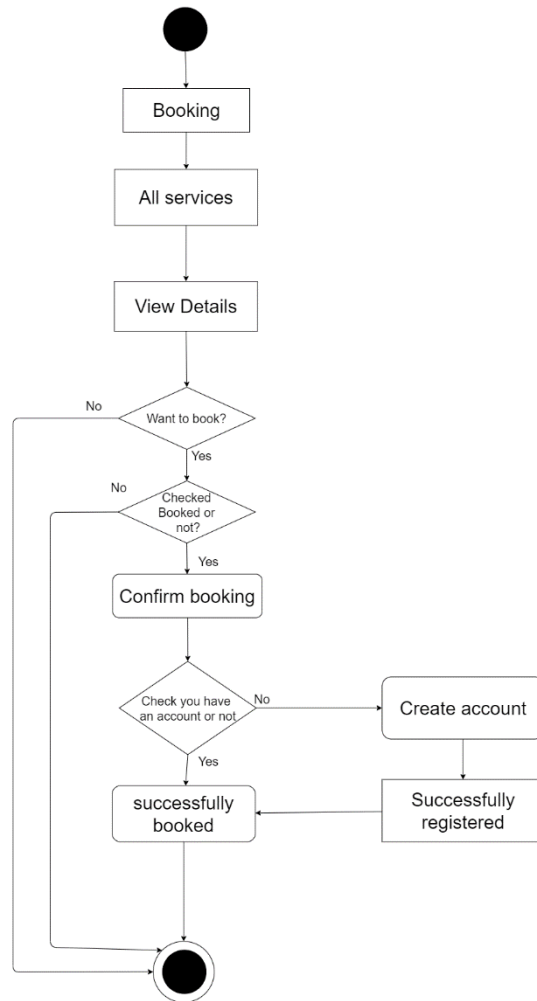 Booking
All services
View Details
No
Want to book?
Yes
No
Checked
Booked or
not?
Yes
Confirm booking
Check you have
an account or not
No
Create account
Yes
successfully
booked
Successfully
registered